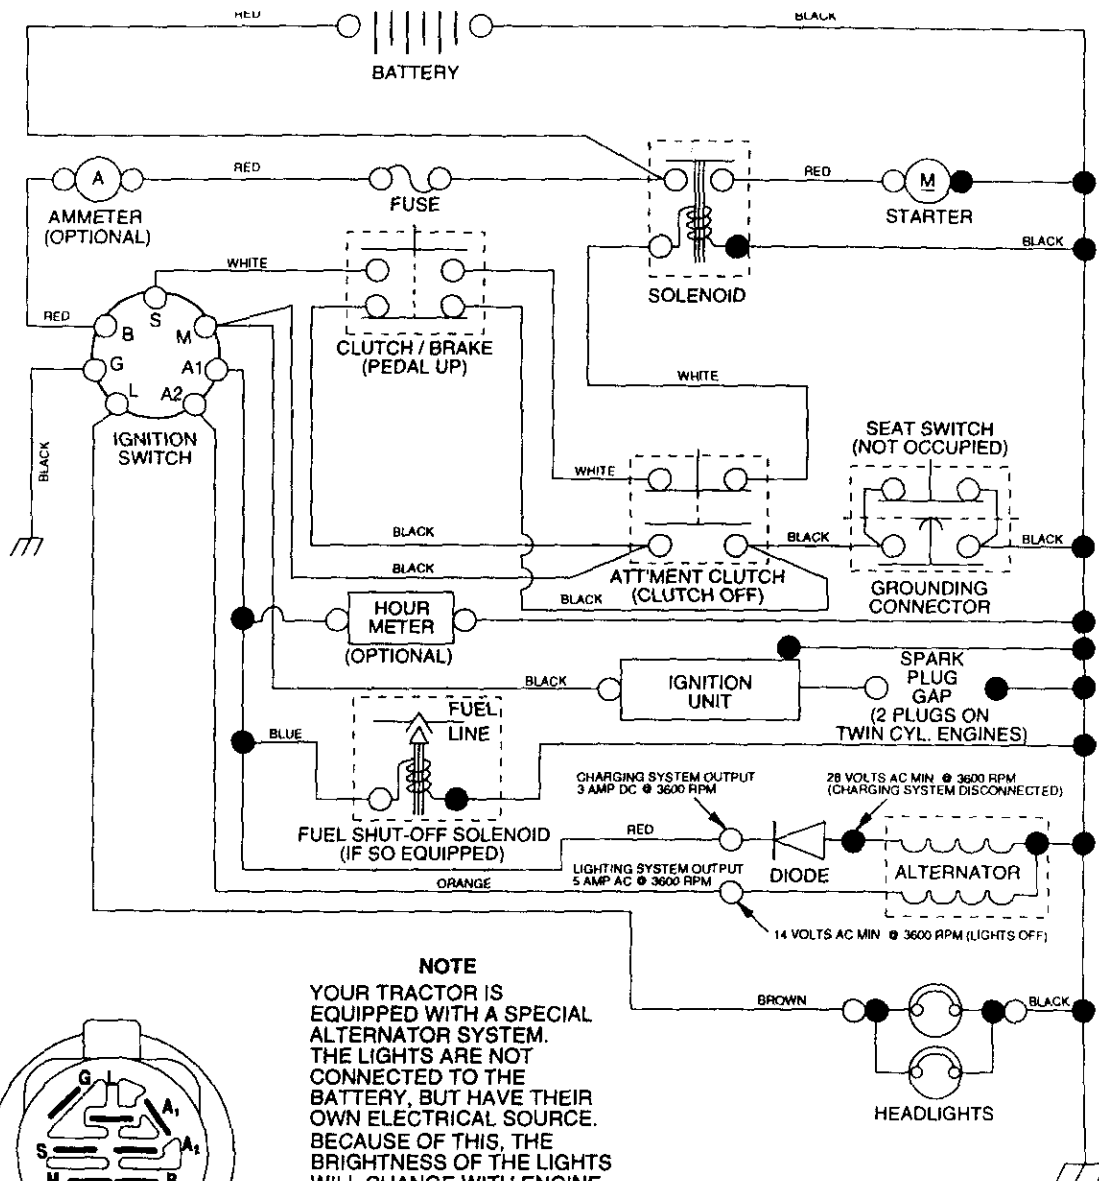 RED
BLACK
BATTERY
RED
RED
A
M
AMMETER
(OPTIONAL)
FUSE
STARTER
BLACK
WHITE
SOLENOID
RED
S
B
M
G
A1
L
A2
CLUTCH / BRAKE
(PEDAL UP)
IGNITION
SWITCH
BLACK
WHITE
SEAT SWITCH
(NOT OCCUPIED)
WHITE
BLACK
BLACK
BLACK
BLACK
ATT'MENT CLUTCH
(CLUTCH OFF)
GROUNDING
CONNECTOR
BLACK
HOUR
METER
(OPTIONAL)
BLACK
IGNITION
UNIT
SPARK
PLUG
GAP
(2 PLUGS ON
TWIN CYL. ENGINES)
FUEL
LINE
BLUE
FUEL SHUT-OFF SOLENOID
(IF SO EQUIPPED)
CHARGING SYSTEM OUTPUT
3 AMP DC @ 3600 RPM
28 VOLTS AC MIN @ 3600 RPM
(CHARGING SYSTEM DISCONNECTED)
RED
DIODE
ALTERNATOR
LIGHTING SYSTEM OUTPUT
5 AMP AC @ 3600 RPM
ORANGE
14 VOLTS AC MIN @ 3600 RPM (LIGHTS OFF)
BROWN
BLACK
HEADLIGHTS
NOTE
YOUR TRACTOR IS
EQUIPPED WITH A SPECIAL
ALTERNATOR SYSTEM.
THE LIGHTS ARE NOT
CONNECTED TO THE
BATTERY, BUT HAVE THEIR
OWN ELECTRICAL SOURCE.
BECAUSE OF THIS, THE
BRIGHTNESS OF THE LIGHTS
WILL CHANGE WITH ENGINE
G
L
A1
A2
S
M
B